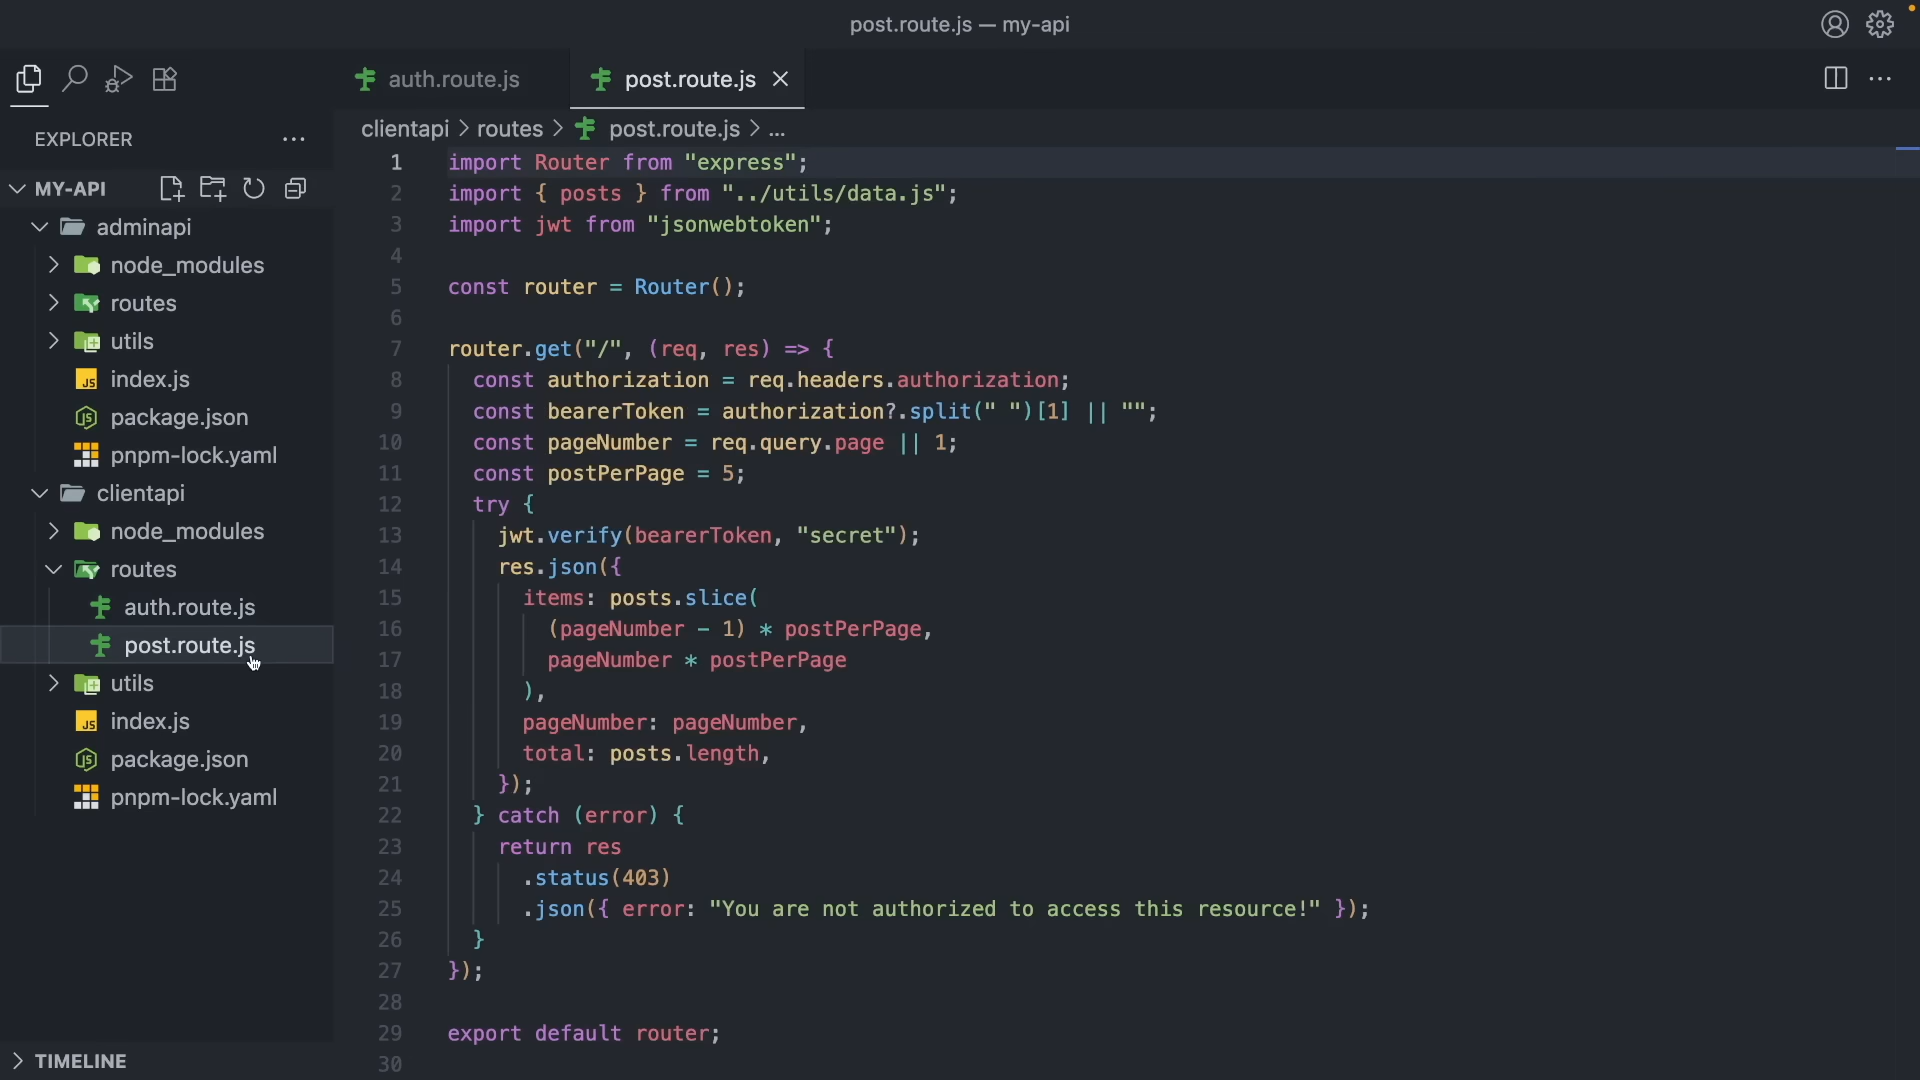 post.route.js — my-api
auth.route.js
post.route.js
EXPLORER
clientapi > routes > post.route.js > ...
MY-API
adminapi
node_modules
routes
utils
index.js
package.json
pnpm-lock.yaml
clientapi
node_modules
routes
auth.route.js
post.route.js
utils
index.js
package.json
pnpm-lock.yaml
TIMELINE
1 import Router from "express";
2 import { posts } from "../utils/data.js";
3 import jwt from "jsonwebtoken";
4
5 const router = Router();
6
7 router.get("/", (req, res) => {
8 const authorization = req.headers.authorization;
9 const bearerToken = authorization?.split(" ")[1] || "";
10 const pageNumber = req.query.page || 1;
11 const postPerPage = 5;
12 try {
13 jwt.verify(bearerToken, "secret");
14 res.json({
15 items: posts.slice(
16 (pageNumber - 1) * postPerPage,
17 pageNumber * postPerPage
18 ),
19 pageNumber: pageNumber,
20 total: posts.length,
21 });
22 } catch (error) {
23 return res
24 .status(403)
25 .json({ error: "You are not authorized to access this resource!" });
26 }
27 });
28
29 export default router;
30